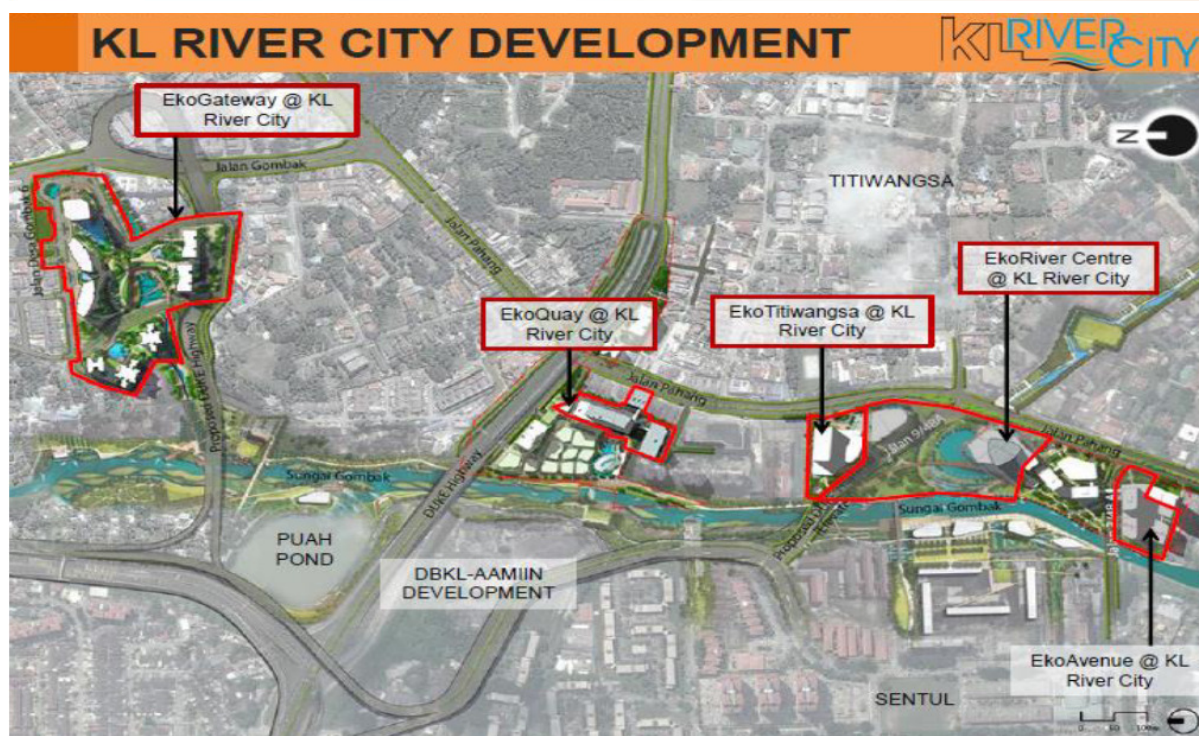 KL RIVER CITY DEVELOPMENT
KL RIVER CITY
EkoGateway @ KL
River City
Jalan Gombak
N
TITIWANGSA
Jalan Pahang
EkoRiver Centre
@ KL River City
EkoQuay @ KL
River City
EkoTitiwangsa @ KL
River City
Jalan Pahang
Jalan Pahang
Sungai Gombak
DUKE Highway
Sungai Gombak
PUAH
POND
DBKL-AAMIIN
DEVELOPMENT
EkoAvenue @ KL
River City
SENTUL